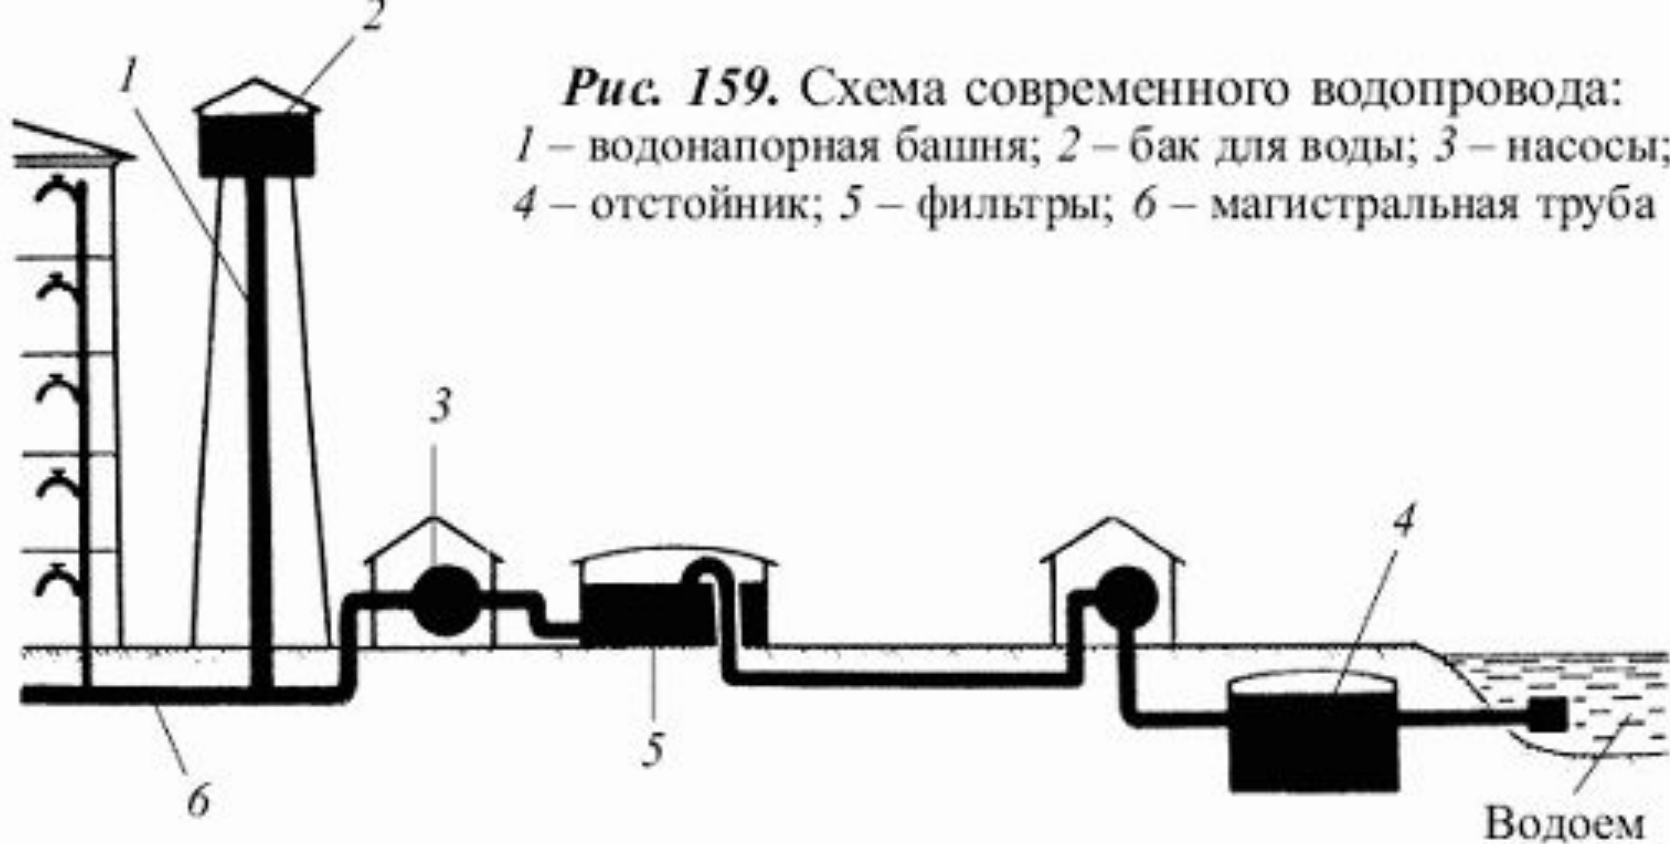 2
1
Рис. 159. Схема современного водопровода:
1 – водонапорная башня; 2 – бак для воды; 3 – насосы;
4 – отстойник; 5 – фильтры; 6 – магистральная труба
3
4
5
6
Водоем